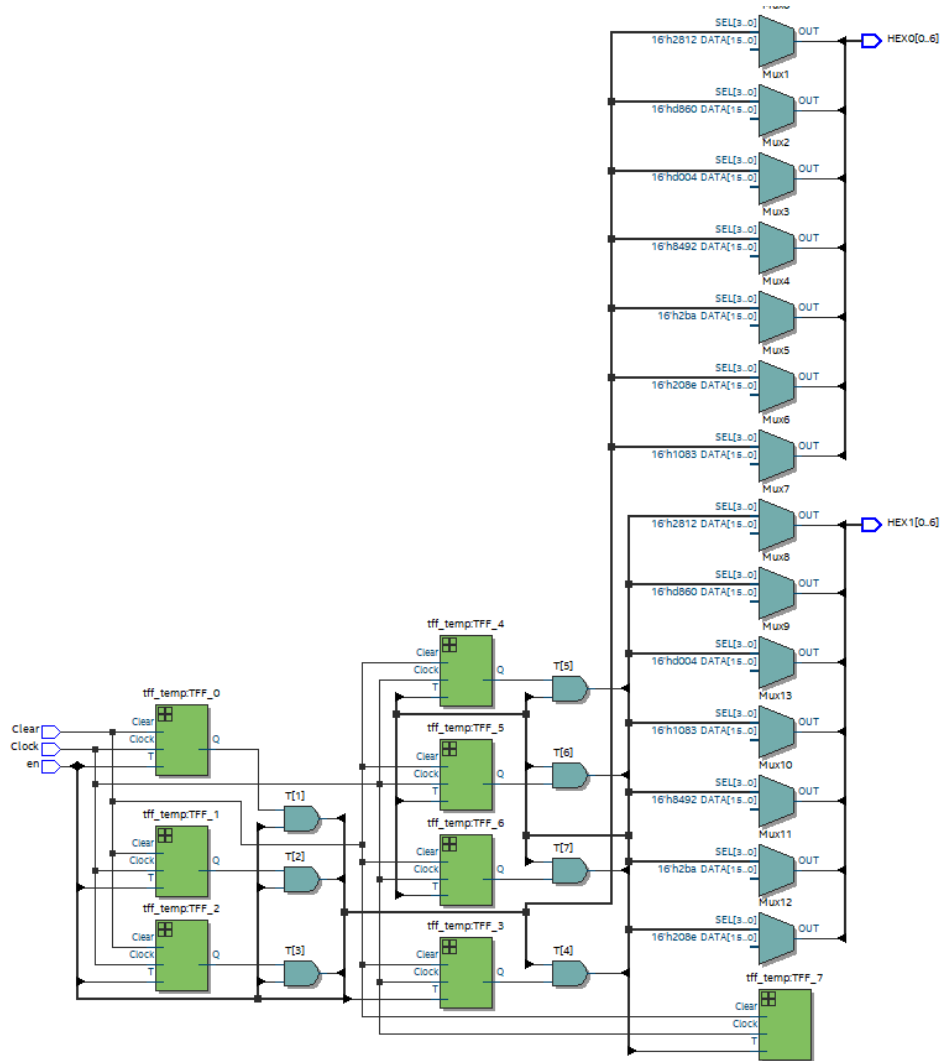 SEL[3..0]
OUT
16'h2812 DATA[15..0]
HEX0[0..6]
Mux1
SEL[3..0]
OUT
16'hd860 DATA[15..0]
Mux2
SEL[3..0]
OUT
16'hd004 DATA[15..0]
Mux3
SEL[3..0]
OUT
16'h8492 DATA[15..0]
Mux4
SEL[3..0]
OUT
16'h2ba DATA[15..0]
Mux5
SEL[3..0]
OUT
16'h208e DATA[15..0]
Mux6
SEL[3..0]
OUT
16'h1083 DATA[15..0]
Mux7
SEL[3..0]
OUT
16'h2812 DATA[15..0]
HEX1[0..6]
Mux8
SEL[3..0]
OUT
16'hd860 DATA[15..0]
Mux9
SEL[3..0]
OUT
16'hd004 DATA[15..0]
Mux13
SEL[3..0]
OUT
16'h1083 DATA[15..0]
Mux10
SEL[3..0]
OUT
16'h8492 DATA[15..0]
Mux11
SEL[3..0]
OUT
16'h2ba DATA[15..0]
Mux12
SEL[3..0]
OUT
16'h208e DATA[15..0]
tff_temp:TFF_4
Clear
Clock
Q
T
T[5]
tff_temp:TFF_5
Clear
Clock
Q
T
T[6]
tff_temp:TFF_6
Clear
Clock
Q
T
T[7]
tff_temp:TFF_3
Clear
Clock
Q
T
T[4]
tff_temp:TFF_7
Clear
Clock
T
Clear
Clock
en
tff_temp:TFF_0
Clear
Clock
Q
T
T[1]
tff_temp:TFF_1
Clear
Clock
Q
T
T[2]
tff_temp:TFF_2
Clear
Clock
Q
T
T[3]